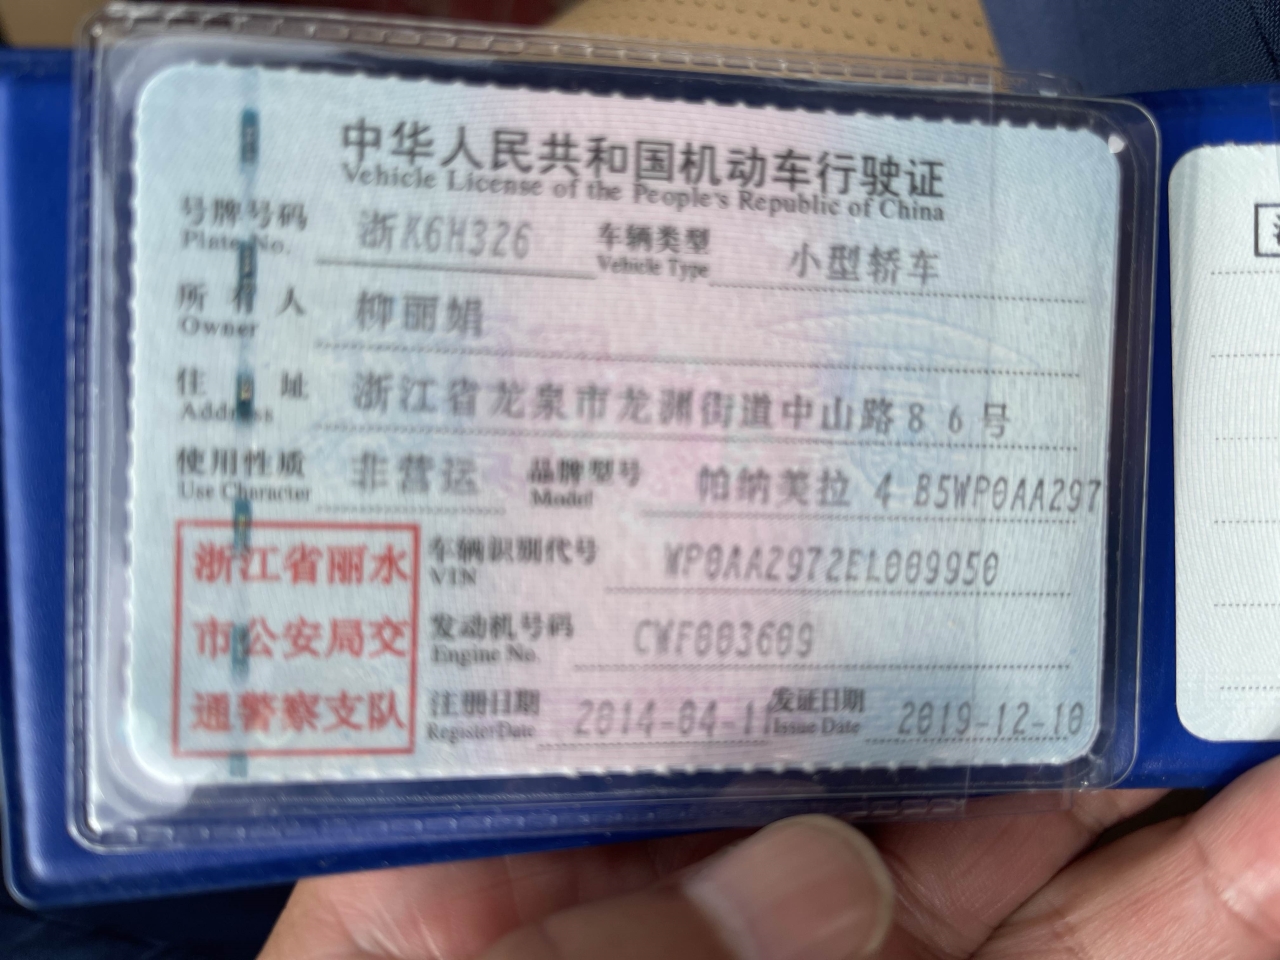 中华人民共和国机动车行驶证
Vehicle License of the People's Republic of China
号牌号码 浙K6H326 车辆类型 小型轿车
Plate No. Vehicle Type
所有人 柳丽娟
Owner
住址 浙江省龙泉市龙渊街道中山路86号
Address
使用性质 非营运 品牌型号 帕纳美拉 4 B5WP0AA297
Use Character Model
浙江省丽水
市公安局交
通警察支队
车辆识别代号 WP0AA2972EL009950
VIN
发动机号码 CWF003609
Engine No.
注册日期 2014-04-11 发证日期 2019-12-10
Register Date Issue Date